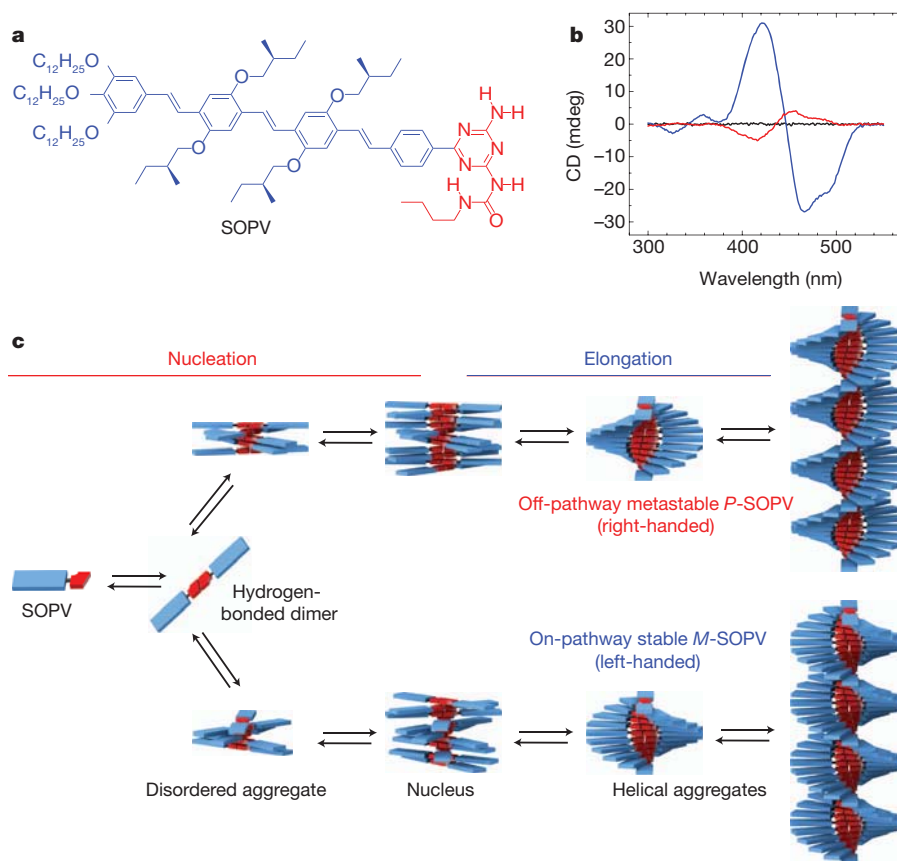 a
C₁₂H₂₅O
C₁₂H₂₅O
C₁₂H₂₅O
O
O
O
O
H
N-H
N
N
N
H
N-H
N
O
SOPV
b
30
20
10
0
−10
−20
−30
CD (mdeg)
300
400
500
Wavelength (nm)
c
Nucleation
Elongation
Off-pathway metastable P-SOPV
(right-handed)
SOPV
Hydrogen-
bonded dimer
On-pathway stable M-SOPV
(left-handed)
Disordered aggregate
Nucleus
Helical aggregates